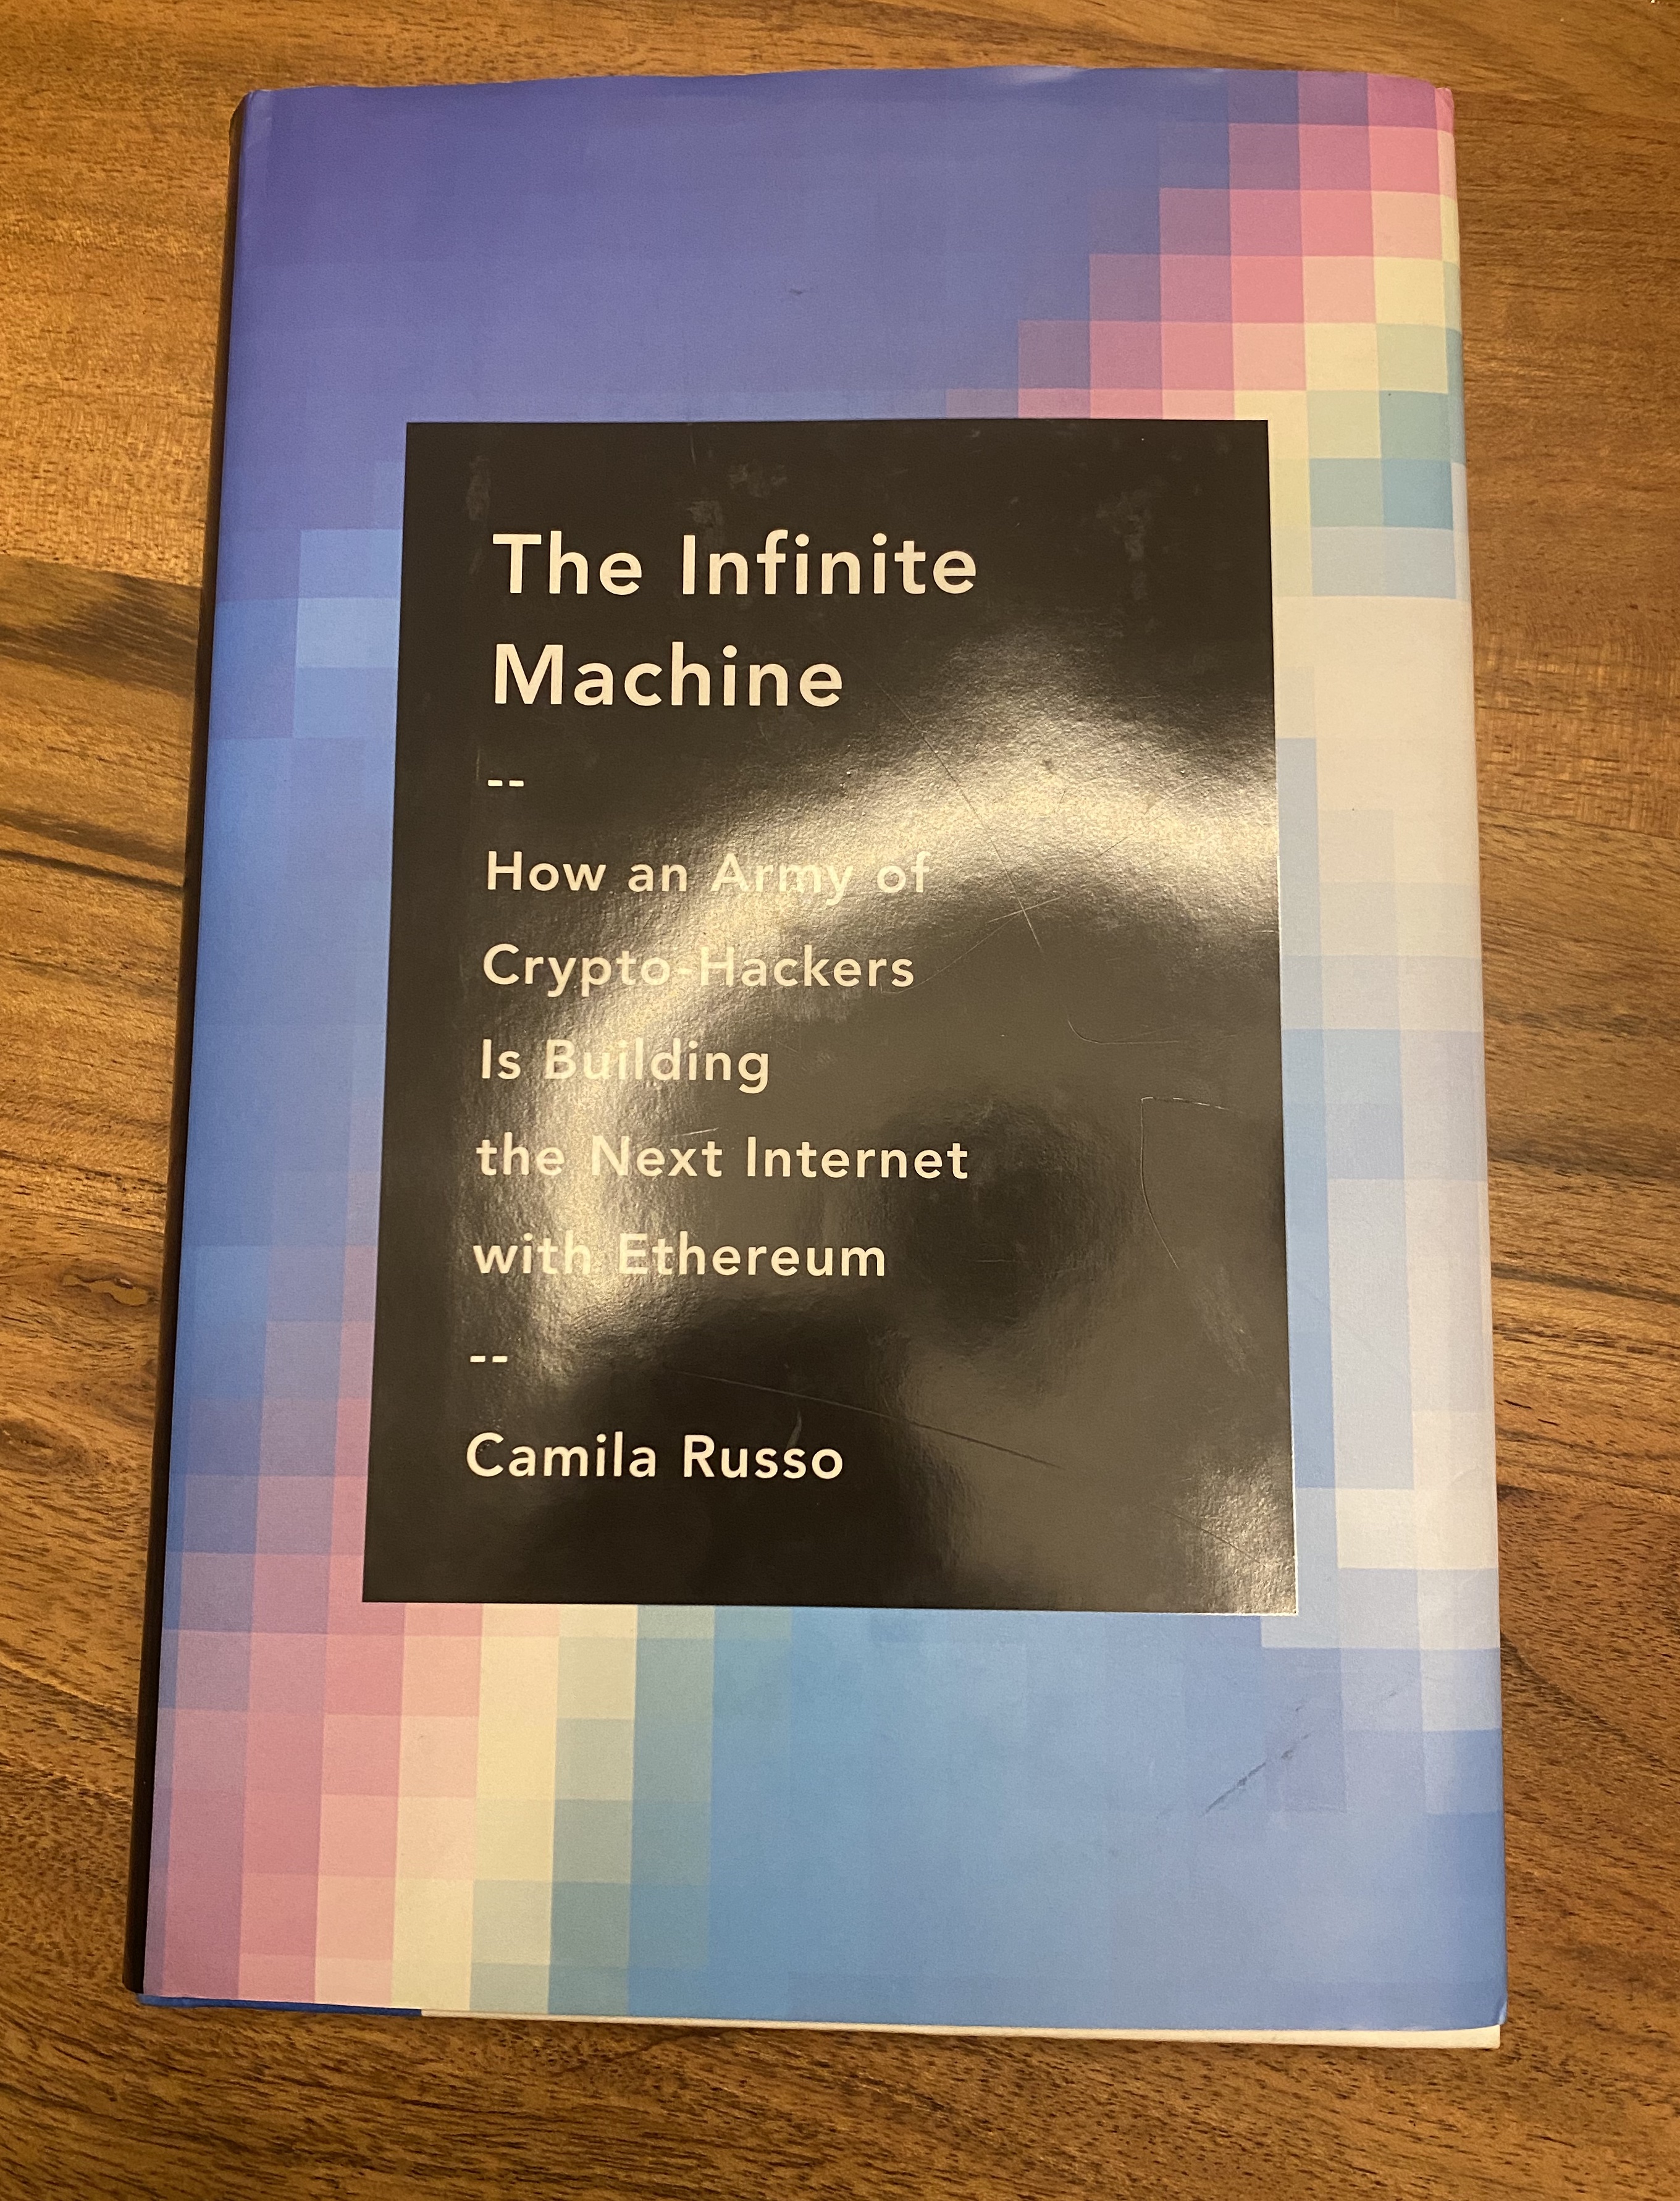 The Infinite
Machine
--
How an Army of
Crypto-Hackers
Is Building
the Next Internet
with Ethereum
--
Camila Russo